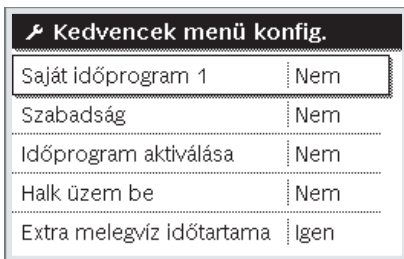 Kedvencek menü konfig.
Saját időprogram 1 Nem
Szabadság Nem
Időprogram aktiválása Nem
Halk üzem be Nem
Extra melegvíz időtartama Igen